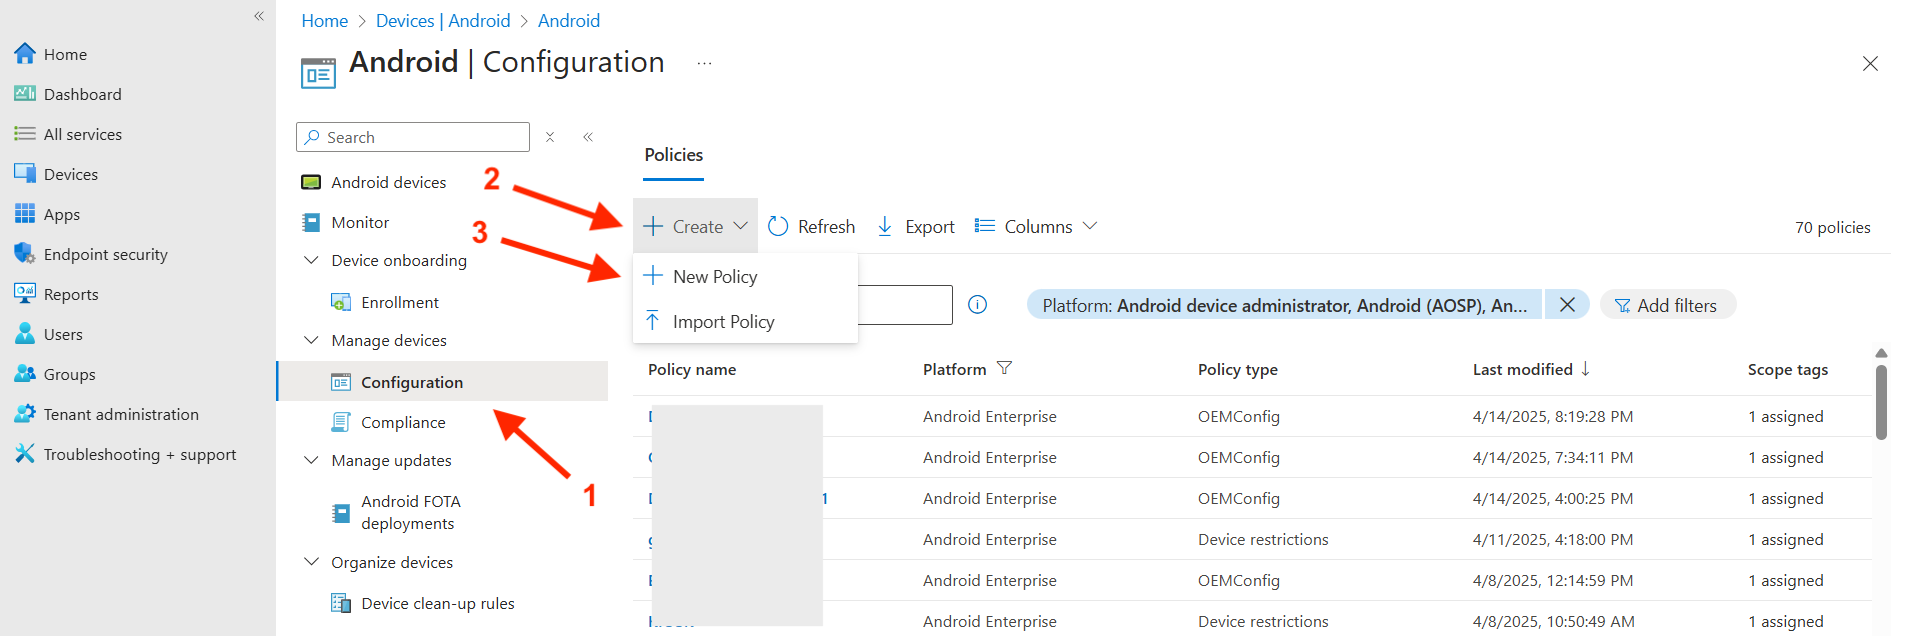 Home > Devices | Android > Android
Android | Configuration ...
Home
Dashboard
All services
Devices
Apps
Endpoint security
Reports
Users
Groups
Tenant administration
Troubleshooting + support
Search
Android devices
Monitor
Device onboarding
Enrollment
Manage devices
Configuration
Compliance
Manage updates
Android FOTA
deployments
Organize devices
Device clean-up rules
1
2
3
Policies
Create Refresh Export Columns 70 policies
New Policy
Import Policy
Platform: Android device administrator, Android (AOSP), An... Add filters
Policy name Platform Policy type Last modified ↓ Scope tags
Android Enterprise OEMConfig 4/14/2025, 8:19:28 PM 1 assigned
Android Enterprise OEMConfig 4/14/2025, 7:34:11 PM 1 assigned
1 Android Enterprise OEMConfig 4/14/2025, 4:00:25 PM 1 assigned
Android Enterprise Device restrictions 4/11/2025, 4:18:00 PM 1 assigned
Android Enterprise OEMConfig 4/8/2025, 12:14:59 PM 1 assigned
Android Enterprise Device restrictions 4/8/2025, 10:50:49 AM 1 assigned